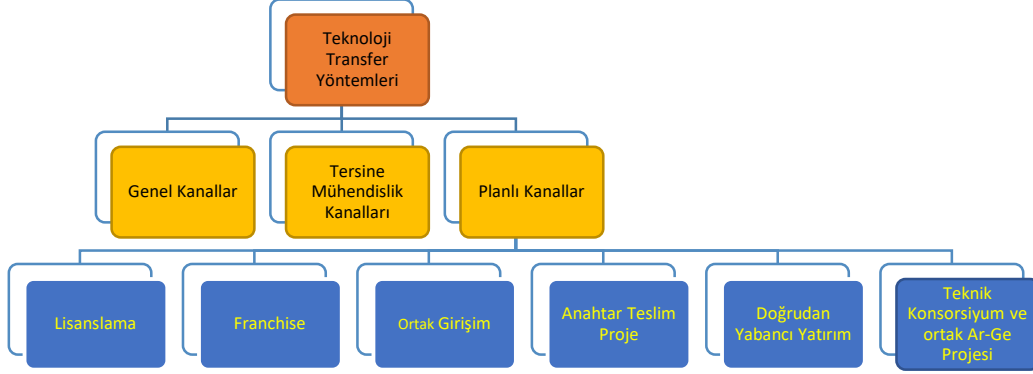 Teknoloji
Transfer
Yöntemleri
Genel Kanallar
Tersine
Mühendislik
Kanalları
Planlı Kanallar
Lisanslama
Franchise
Ortak Girişim
Anahtar Teslim
Proje
Doğrudan
Yabancı Yatırım
Teknik
Konsorsiyum ve
ortak Ar-Ge
Projesi